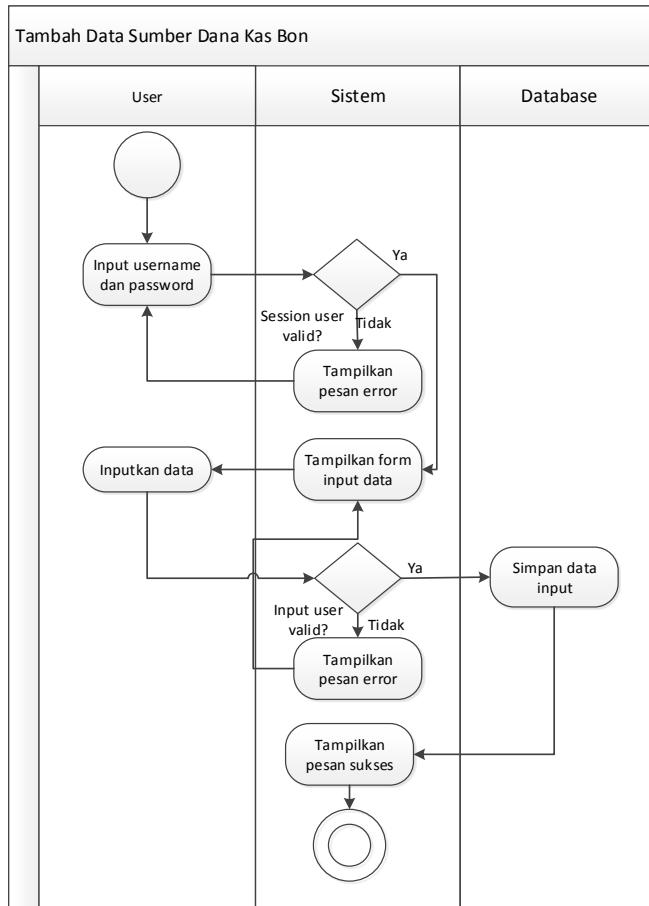 Tambah Data Sumber Dana Kas Bon
User
Sistem
Database
Input username
dan password
Ya
Session user
valid?
Tidak
Tampilkan
pesan error
Inputkan data
Tampilkan form
input data
Ya
Simpan data
input
Input user
valid?
Tidak
Tampilkan
pesan error
Tampilkan
pesan sukses